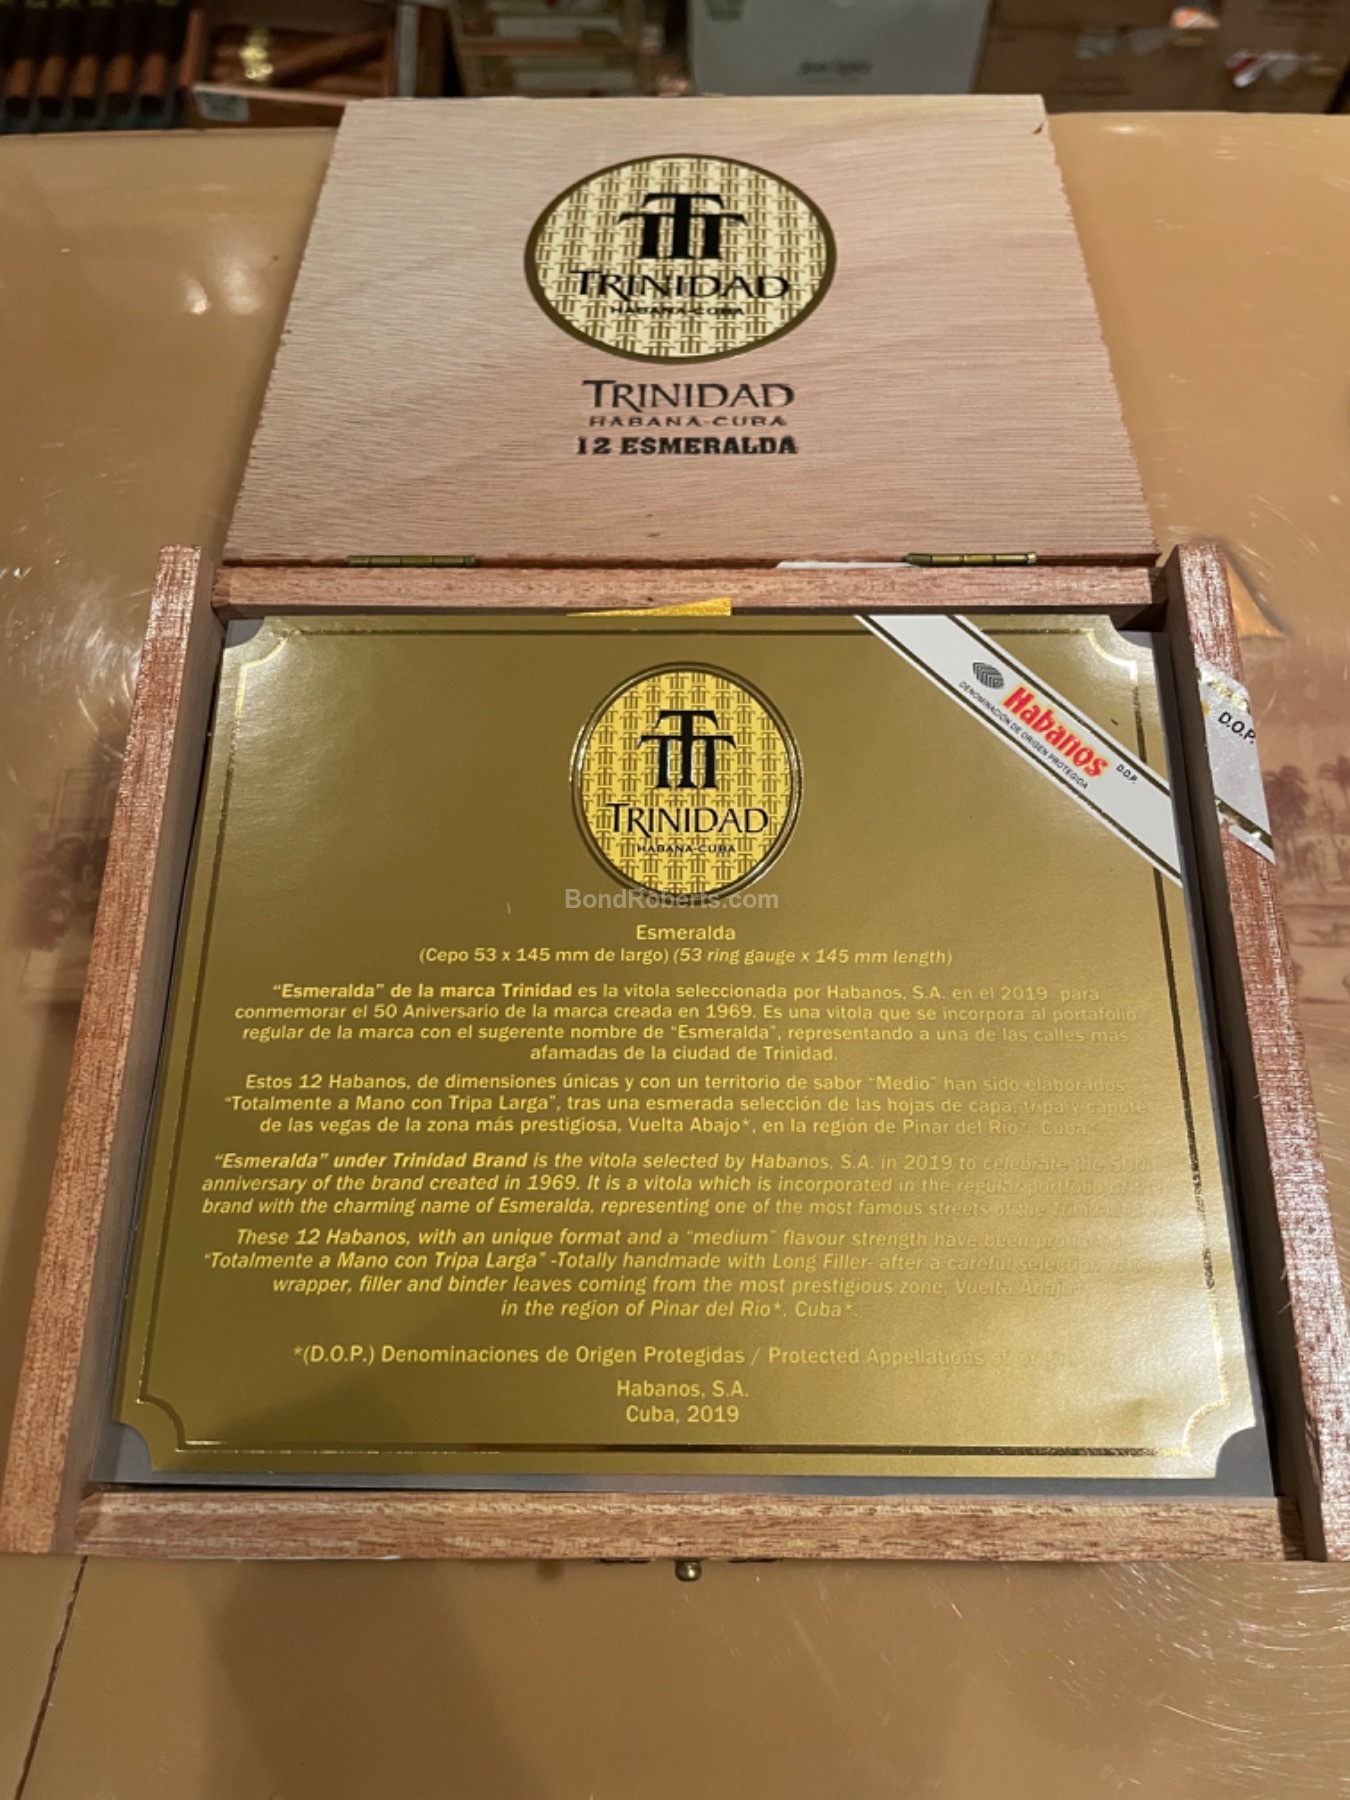 TTT
TRINIDAD
HABANA-CUBA
TRINIDAD
HABANA-CUBA
12 ESMERALDA
Habanos D.O.P.
DENOMINACIÓN DE ORIGEN PROTEGIDA
D.O.P.
TTT
TRINIDAD
HABANA-CUBA
BondRoberts.com
Esmeralda
(Cepo 53 x 145 mm de largo) (53 ring gauge x 145 mm length)
"Esmeralda" de la marca Trinidad es la vitola seleccionada por Habanos, S.A. en el 2019 para
conmemorar el 50 Aniversario de la marca creada en 1969. Es una vitola que se incorpora al portafolio
regular de la marca con el sugerente nombre de "Esmeralda", representando a una de las calles más
afamadas de la ciudad de Trinidad.
Estos 12 Habanos, de dimensiones únicas y con un territorio de sabor "Medio" han sido elaborados
"Totalmente a Mano con Tripa Larga", tras una esmerada selección de las hojas de capa, tripa y capote
de las vegas de la zona más prestigiosa, Vuelta Abajo*, en la región de Pinar del Río*, Cuba*.
"Esmeralda" under Trinidad Brand is the vitola selected by Habanos, S.A. in 2019 to celebrate the 50th
anniversary of the brand created in 1969. It is a vitola which is incorporated in the regular portfolio of the
brand with the charming name of Esmeralda, representing one of the most famous streets of the Trinidad
These 12 Habanos, with an unique format and a "medium" flavour strength have been
"Totalmente a Mano con Tripa Larga" -Totally handmade with Long Filler- after a careful selection of
wrapper, filler and binder leaves coming from the most prestigious zone, Vuelta Abajo
in the region of Pinar del Río*, Cuba*.
*(D.O.P.) Denominaciones de Origen Protegidas / Protected Appellations
Habanos, S.A.
Cuba, 2019